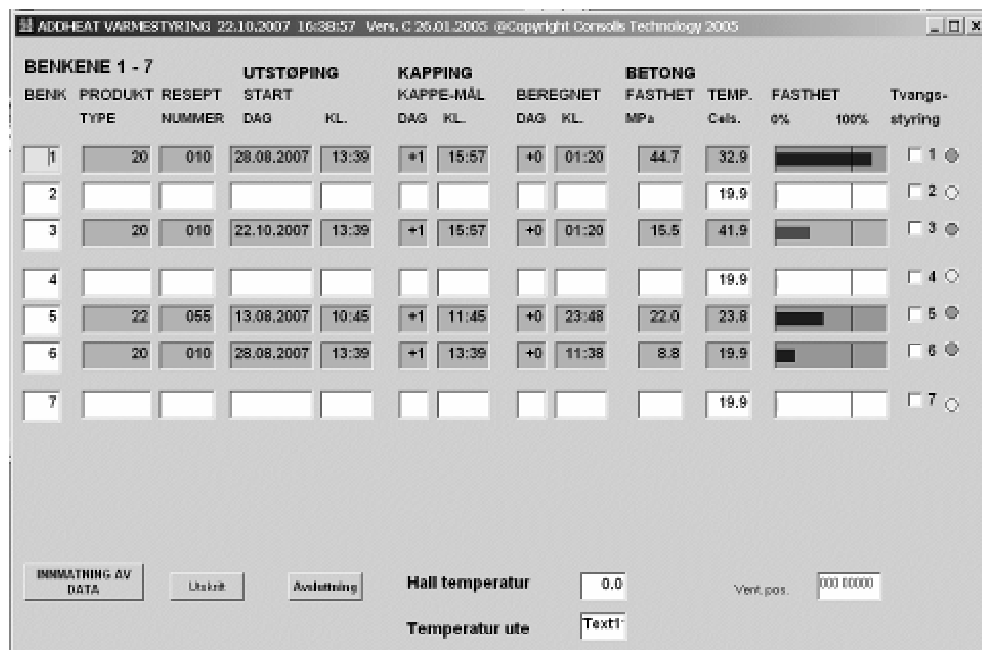 ADDHEAT VARMESTYRING 22.10.2007 16:38:57 Vers. C 26.01.2005 @Copyright Consolis Technology 2005
BENKENE 1 - 7 UTSTØPING KAPPING BETONG
BENK PRODUKT RESEPT START KAPPE-MÅL BEREGNET FASTHET TEMP. FASTHET Tvangs-
TYPE NUMMER DAG KL. DAG KL. DAG KL. MPa Cels. 0% 100% styring
1 20 010 28.08.2007 13:39 +1 15:57 +0 01:20 44.7 32.9 1
2 19.9 2
3 20 010 22.10.2007 13:39 +1 15:57 +0 01:20 15.5 41.9 3
4 19.9 4
5 22 055 13.08.2007 10:45 +1 11:45 +0 23:48 22.0 23.8 5
6 20 010 28.08.2007 13:39 +1 13:39 +0 11:38 8.8 19.9 6
7 19.9 7
INNMATNING AV
DATA Utskrift Avsluttning Hall temperatur 0.0 Vent.pos. 000 00000
Temperatur ute Text1